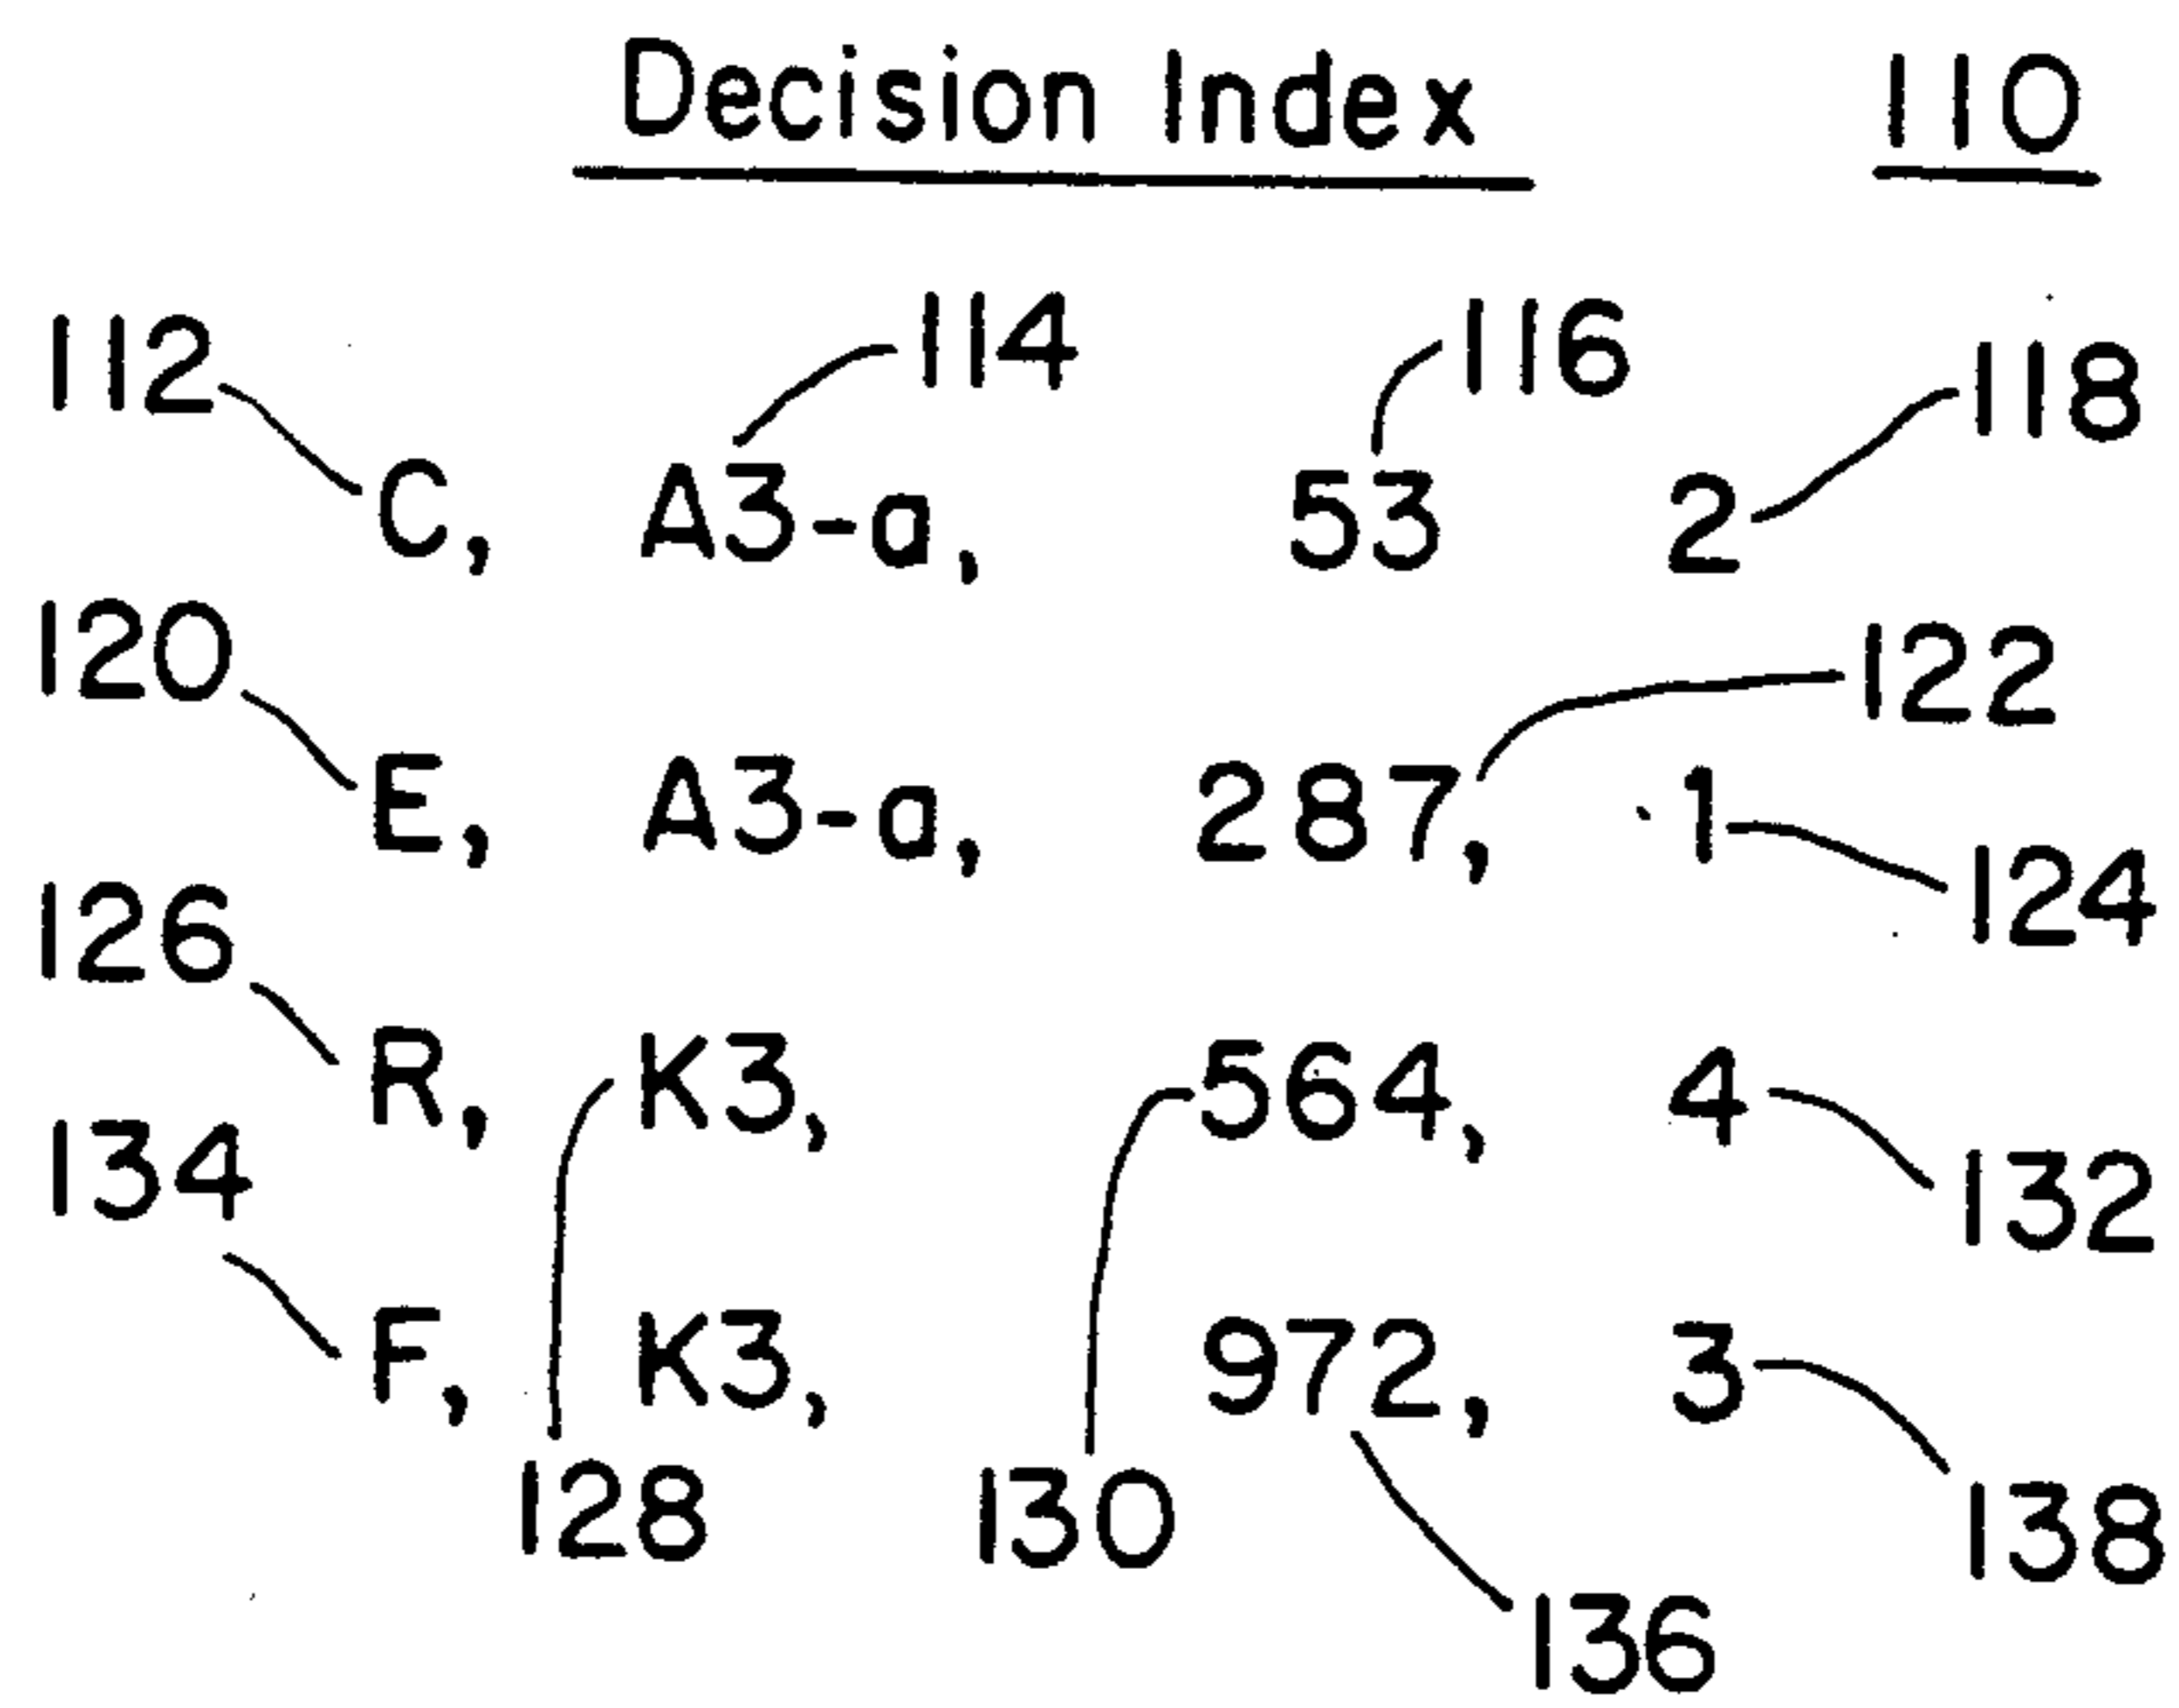 Decision Index 110
112 114 116 118
C, A3-a, 53 2
120 122
E, A3-a, 287, 1
126 124
R, K3, 564, 4
134 132
F, K3, 972, 3
128 130 138
136